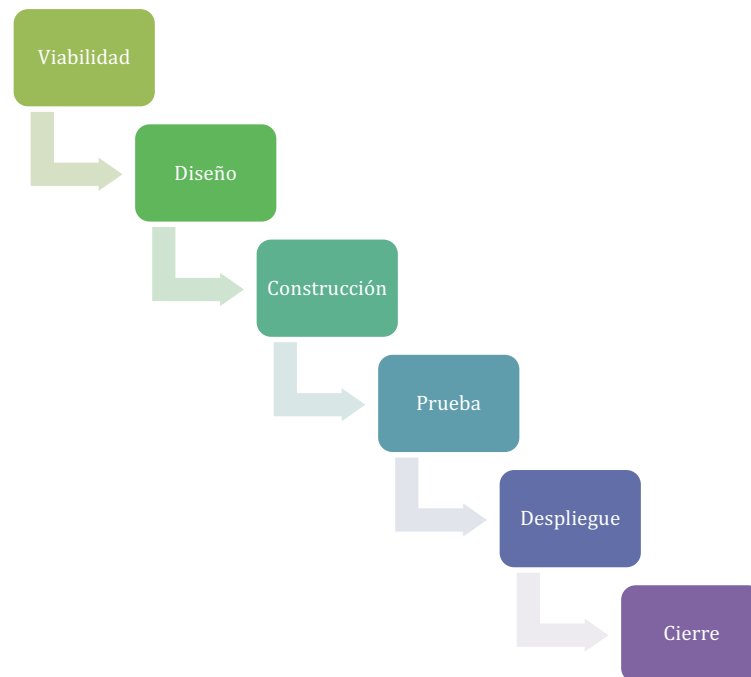 Viabilidad
Diseño
Construcción
Prueba
Despliegue
Cierre